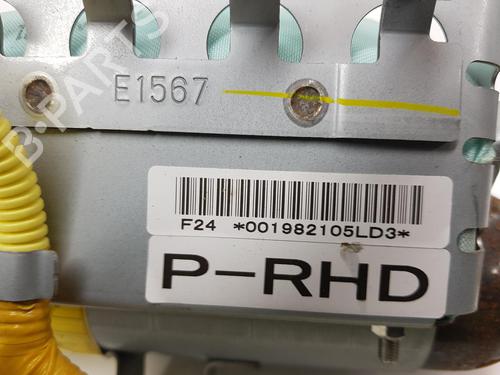 E1567
F24 *001982105LD3*
P-RHD
B-PARTS